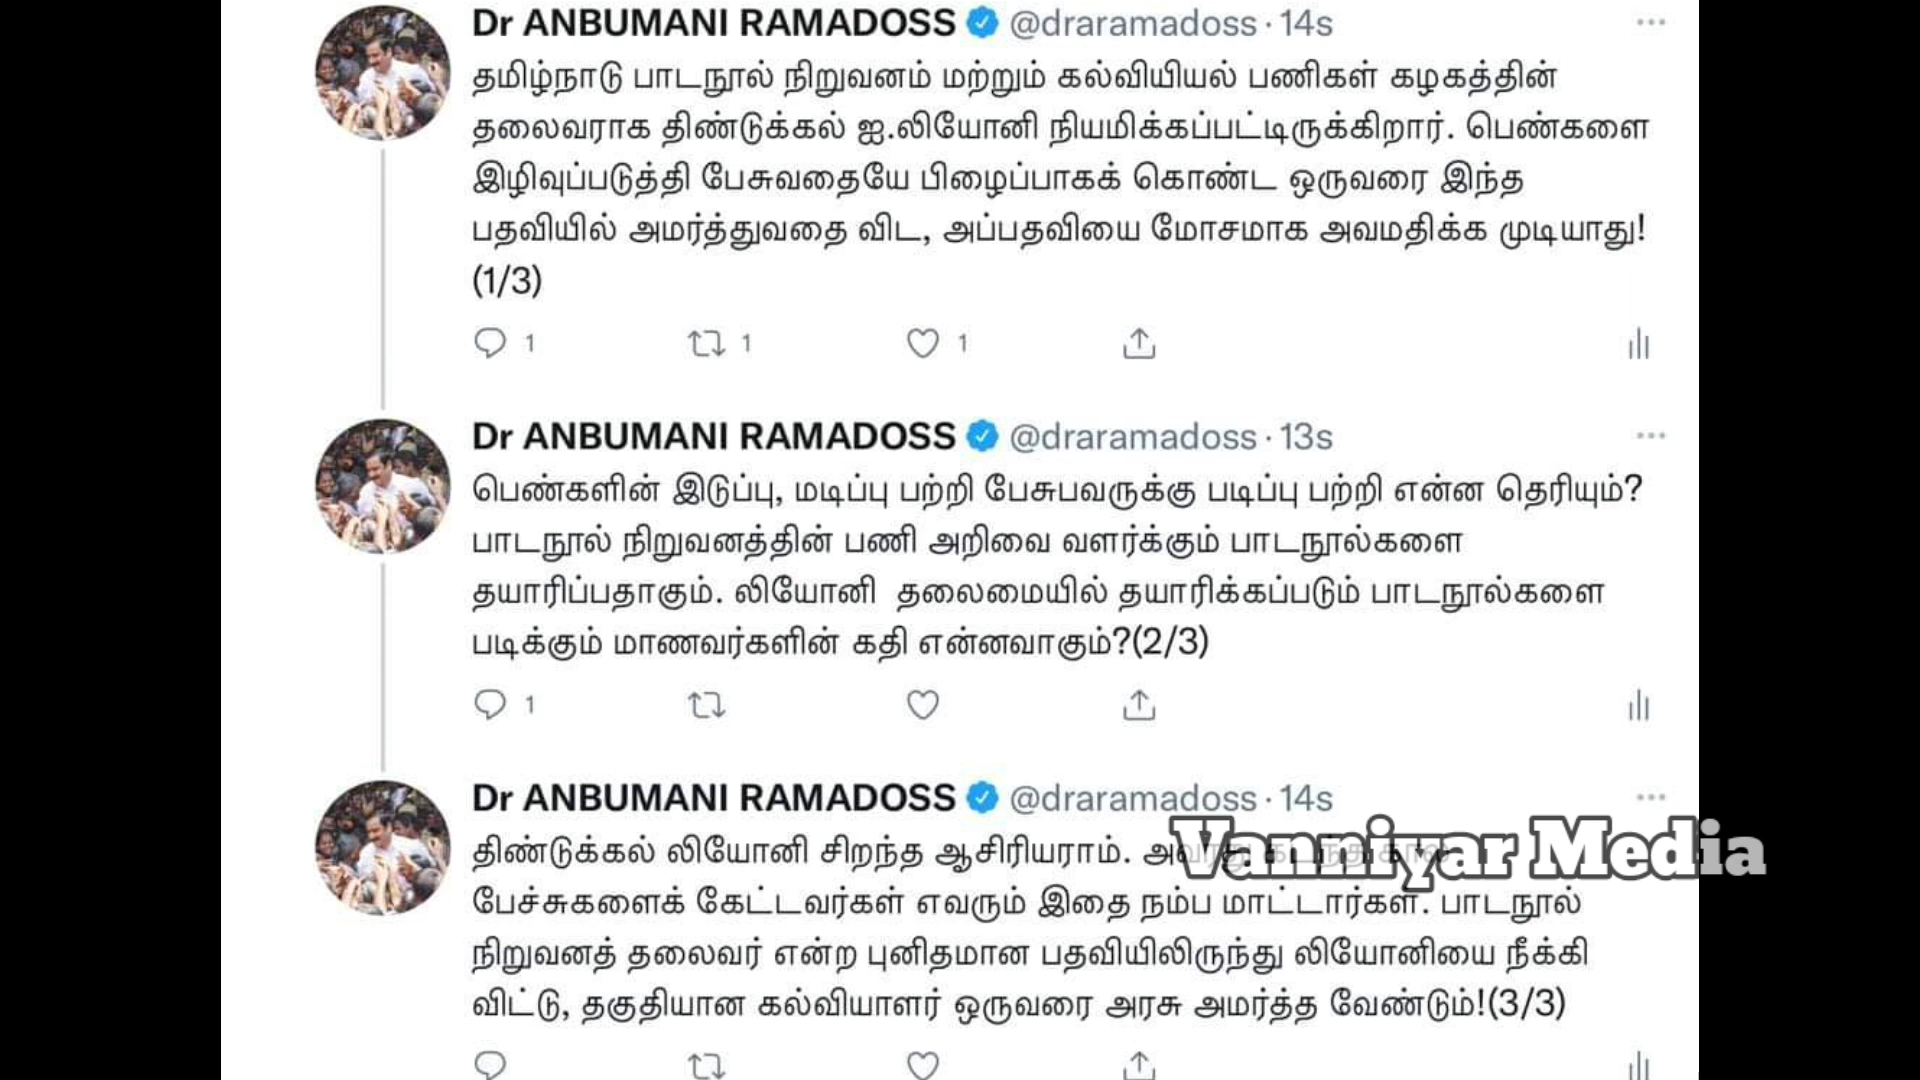 Dr ANBUMANI RAMADOSS @draramadoss · 14s
தமிழ்நாடு பாடநூல் நிறுவனம் மற்றும் கல்வியியல் பணிகள் கழகத்தின்
தலைவராக திண்டுக்கல் ஐ.லியோனி நியமிக்கப்பட்டிருக்கிறார். பெண்களை
இழிவுப்படுத்தி பேசுவதையே பிழைப்பாகக் கொண்ட ஒருவரை இந்த
பதவியில் அமர்த்துவதை விட, அப்பதவியை மோசமாக அவமதிக்க முடியாது!
(1/3)
1 1 1
Dr ANBUMANI RAMADOSS @draramadoss · 13s
பெண்களின் இடுப்பு, மடிப்பு பற்றி பேசுபவருக்கு படிப்பு பற்றி என்ன தெரியும்?
பாடநூல் நிறுவனத்தின் பணி அறிவை வளர்க்கும் பாடநூல்களை
தயாரிப்பதாகும். லியோனி தலைமையில் தயாரிக்கப்படும் பாடநூல்களை
படிக்கும் மாணவர்களின் கதி என்னவாகும்?(2/3)
1
Dr ANBUMANI RAMADOSS @draramadoss · 14s
திண்டுக்கல் லியோனி சிறந்த ஆசிரியராம். அவரது கடந்த கால
Vanniyar Media
பேச்சுகளைக் கேட்டவர்கள் எவரும் இதை நம்ப மாட்டார்கள். பாடநூல்
நிறுவனத் தலைவர் என்ற புனிதமான பதவியிலிருந்து லியோனியை நீக்கி
விட்டு, தகுதியான கல்வியாளர் ஒருவரை அரசு அமர்த்த வேண்டும்!(3/3)